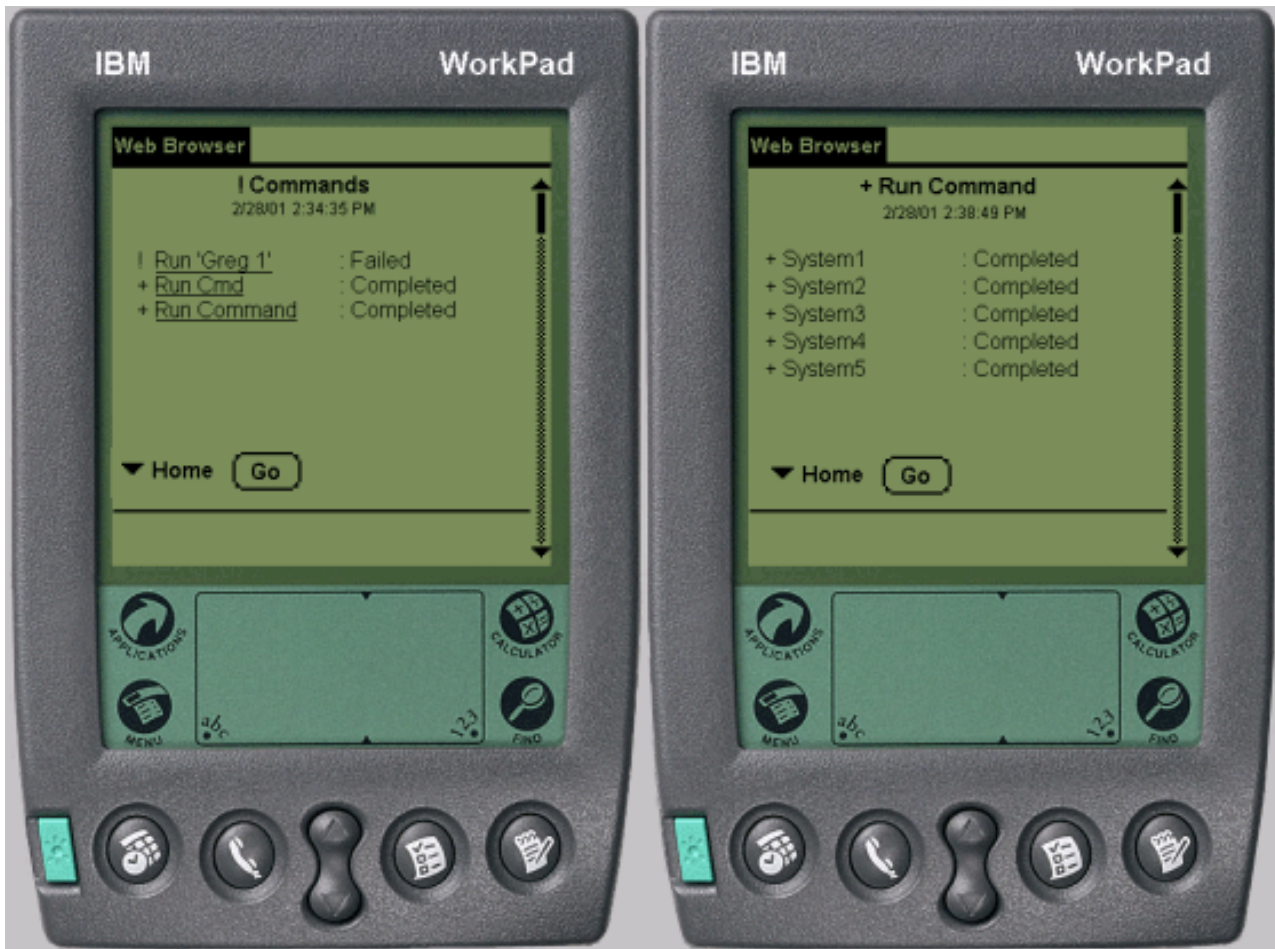 IBM WorkPad
Web Browser
! Commands
2/28/01 2:34:35 PM
! Run 'Greg 1' : Failed
+ Run Cmd : Completed
+ Run Command : Completed
Home Go
APPLICATIONS
CALCULATOR
MENU
abc
123
FIND
IBM WorkPad
Web Browser
+ Run Command
2/28/01 2:38:49 PM
+ System1 : Completed
+ System2 : Completed
+ System3 : Completed
+ System4 : Completed
+ System5 : Completed
Home Go
APPLICATIONS
CALCULATOR
MENU
abc
123
FIND